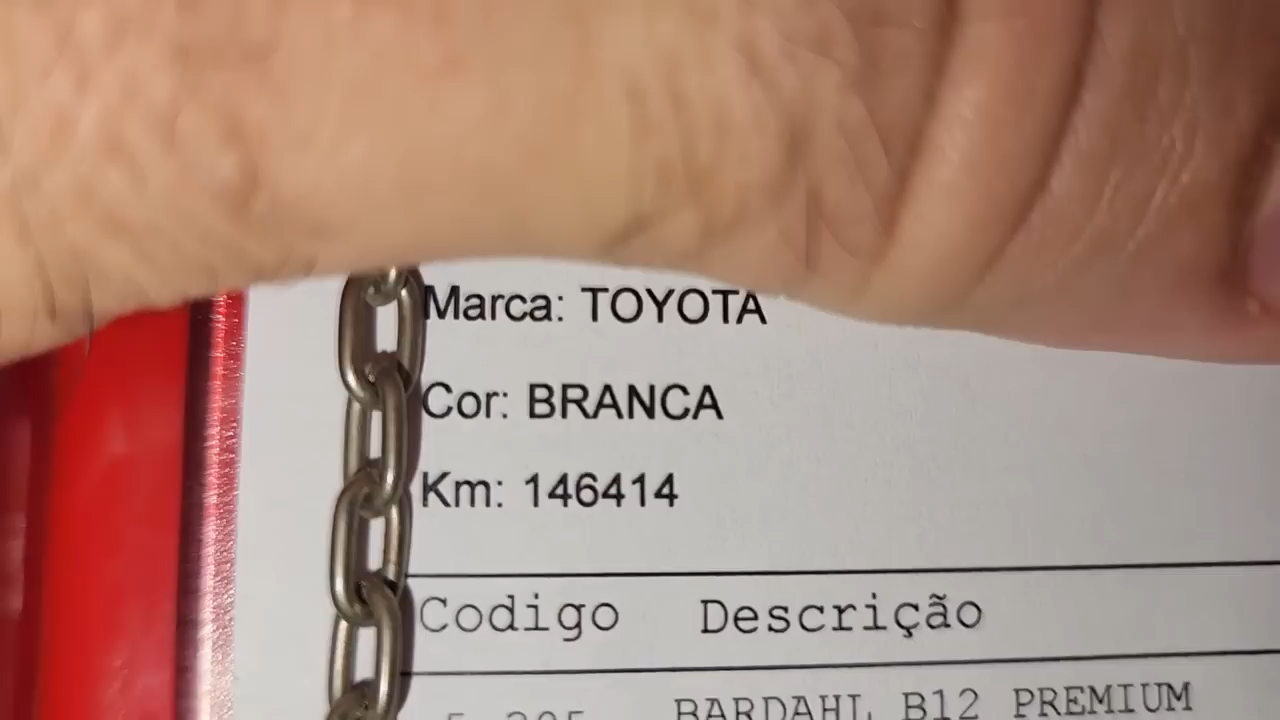 Marca: TOYOTA
Cor: BRANCA
Km: 146414
Codigo Descrição
BARDAHL B12 PREMIUM